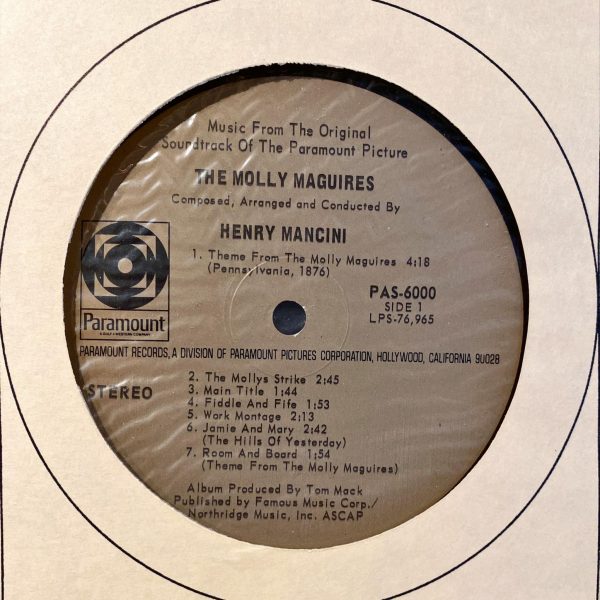 Music From The Original
Soundtrack Of The Paramount Picture
THE MOLLY MAGUIRES
Composed, Arranged and Conducted By
HENRY MANCINI
1. Theme From The Molly Maguires 4:18
(Pennsylvania, 1876)
Paramount
A GULF + WESTERN COMPANY
PAS-6000
SIDE 1
LPS-76,965
PARAMOUNT RECORDS, A DIVISION OF PARAMOUNT PICTURES CORPORATION, HOLLYWOOD, CALIFORNIA 90028
STEREO
2. The Mollys Strike 2:45
3. Main Title 1:44
4. Fiddle And Fife 1:53
5. Work Montage 2:13
6. Jamie And Mary 2:42
(The Hills Of Yesterday)
7. Room And Board 1:54
(Theme From The Molly Maguires)
Album Produced By Tom Mack
Published by Famous Music Corp./
Northridge Music, Inc. ASCAP